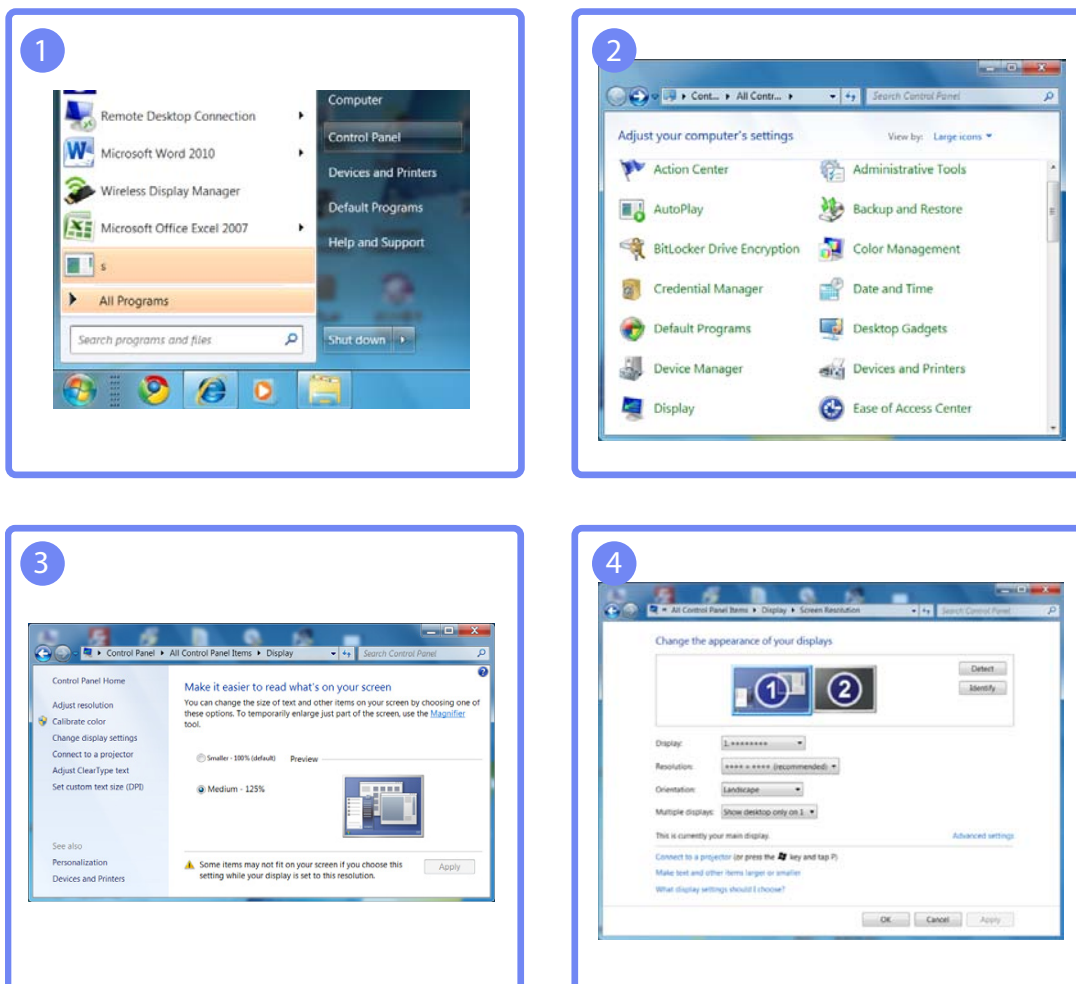 1
Remote Desktop Connection
Microsoft Word 2010
Wireless Display Manager
Microsoft Office Excel 2007
s
All Programs
Search programs and files
Computer
Control Panel
Devices and Printers
Default Programs
Help and Support
Shut down
2
Cont... All Contr...
Search Control Panel
Adjust your computer's settings
View by: Large icons
Action Center
Administrative Tools
AutoPlay
Backup and Restore
BitLocker Drive Encryption
Color Management
Credential Manager
Date and Time
Default Programs
Desktop Gadgets
Device Manager
Devices and Printers
Display
Ease of Access Center
3
Control Panel All Control Panel Items Display
Search Control Panel
Control Panel Home
Adjust resolution
Calibrate color
Change display settings
Connect to a projector
Adjust ClearType text
Set custom text size (DPI)
See also
Personalization
Devices and Printers
Make it easier to read what's on your screen
You can change the size of text and other items on your screen by choosing one of
these options. To temporarily enlarge just part of the screen, use the Magnifier
tool.
Smaller - 100% (default)
Preview
Medium - 125%
Some items may not fit on your screen if you choose this
setting while your display is set to this resolution.
Apply
4
All Control Panel Items Display Screen Resolution
Search Control Panel
Change the appearance of your displays
1
2
Detect
Identify
Display: 1. ********
Resolution: **** × **** (recommended)
Orientation: Landscape
Multiple displays: Show desktop only on 1
This is currently your main display.
Advanced settings
Connect to a projector (or press the key and tap P)
Make text and other items larger or smaller
What display settings should I choose?
OK
Cancel
Apply